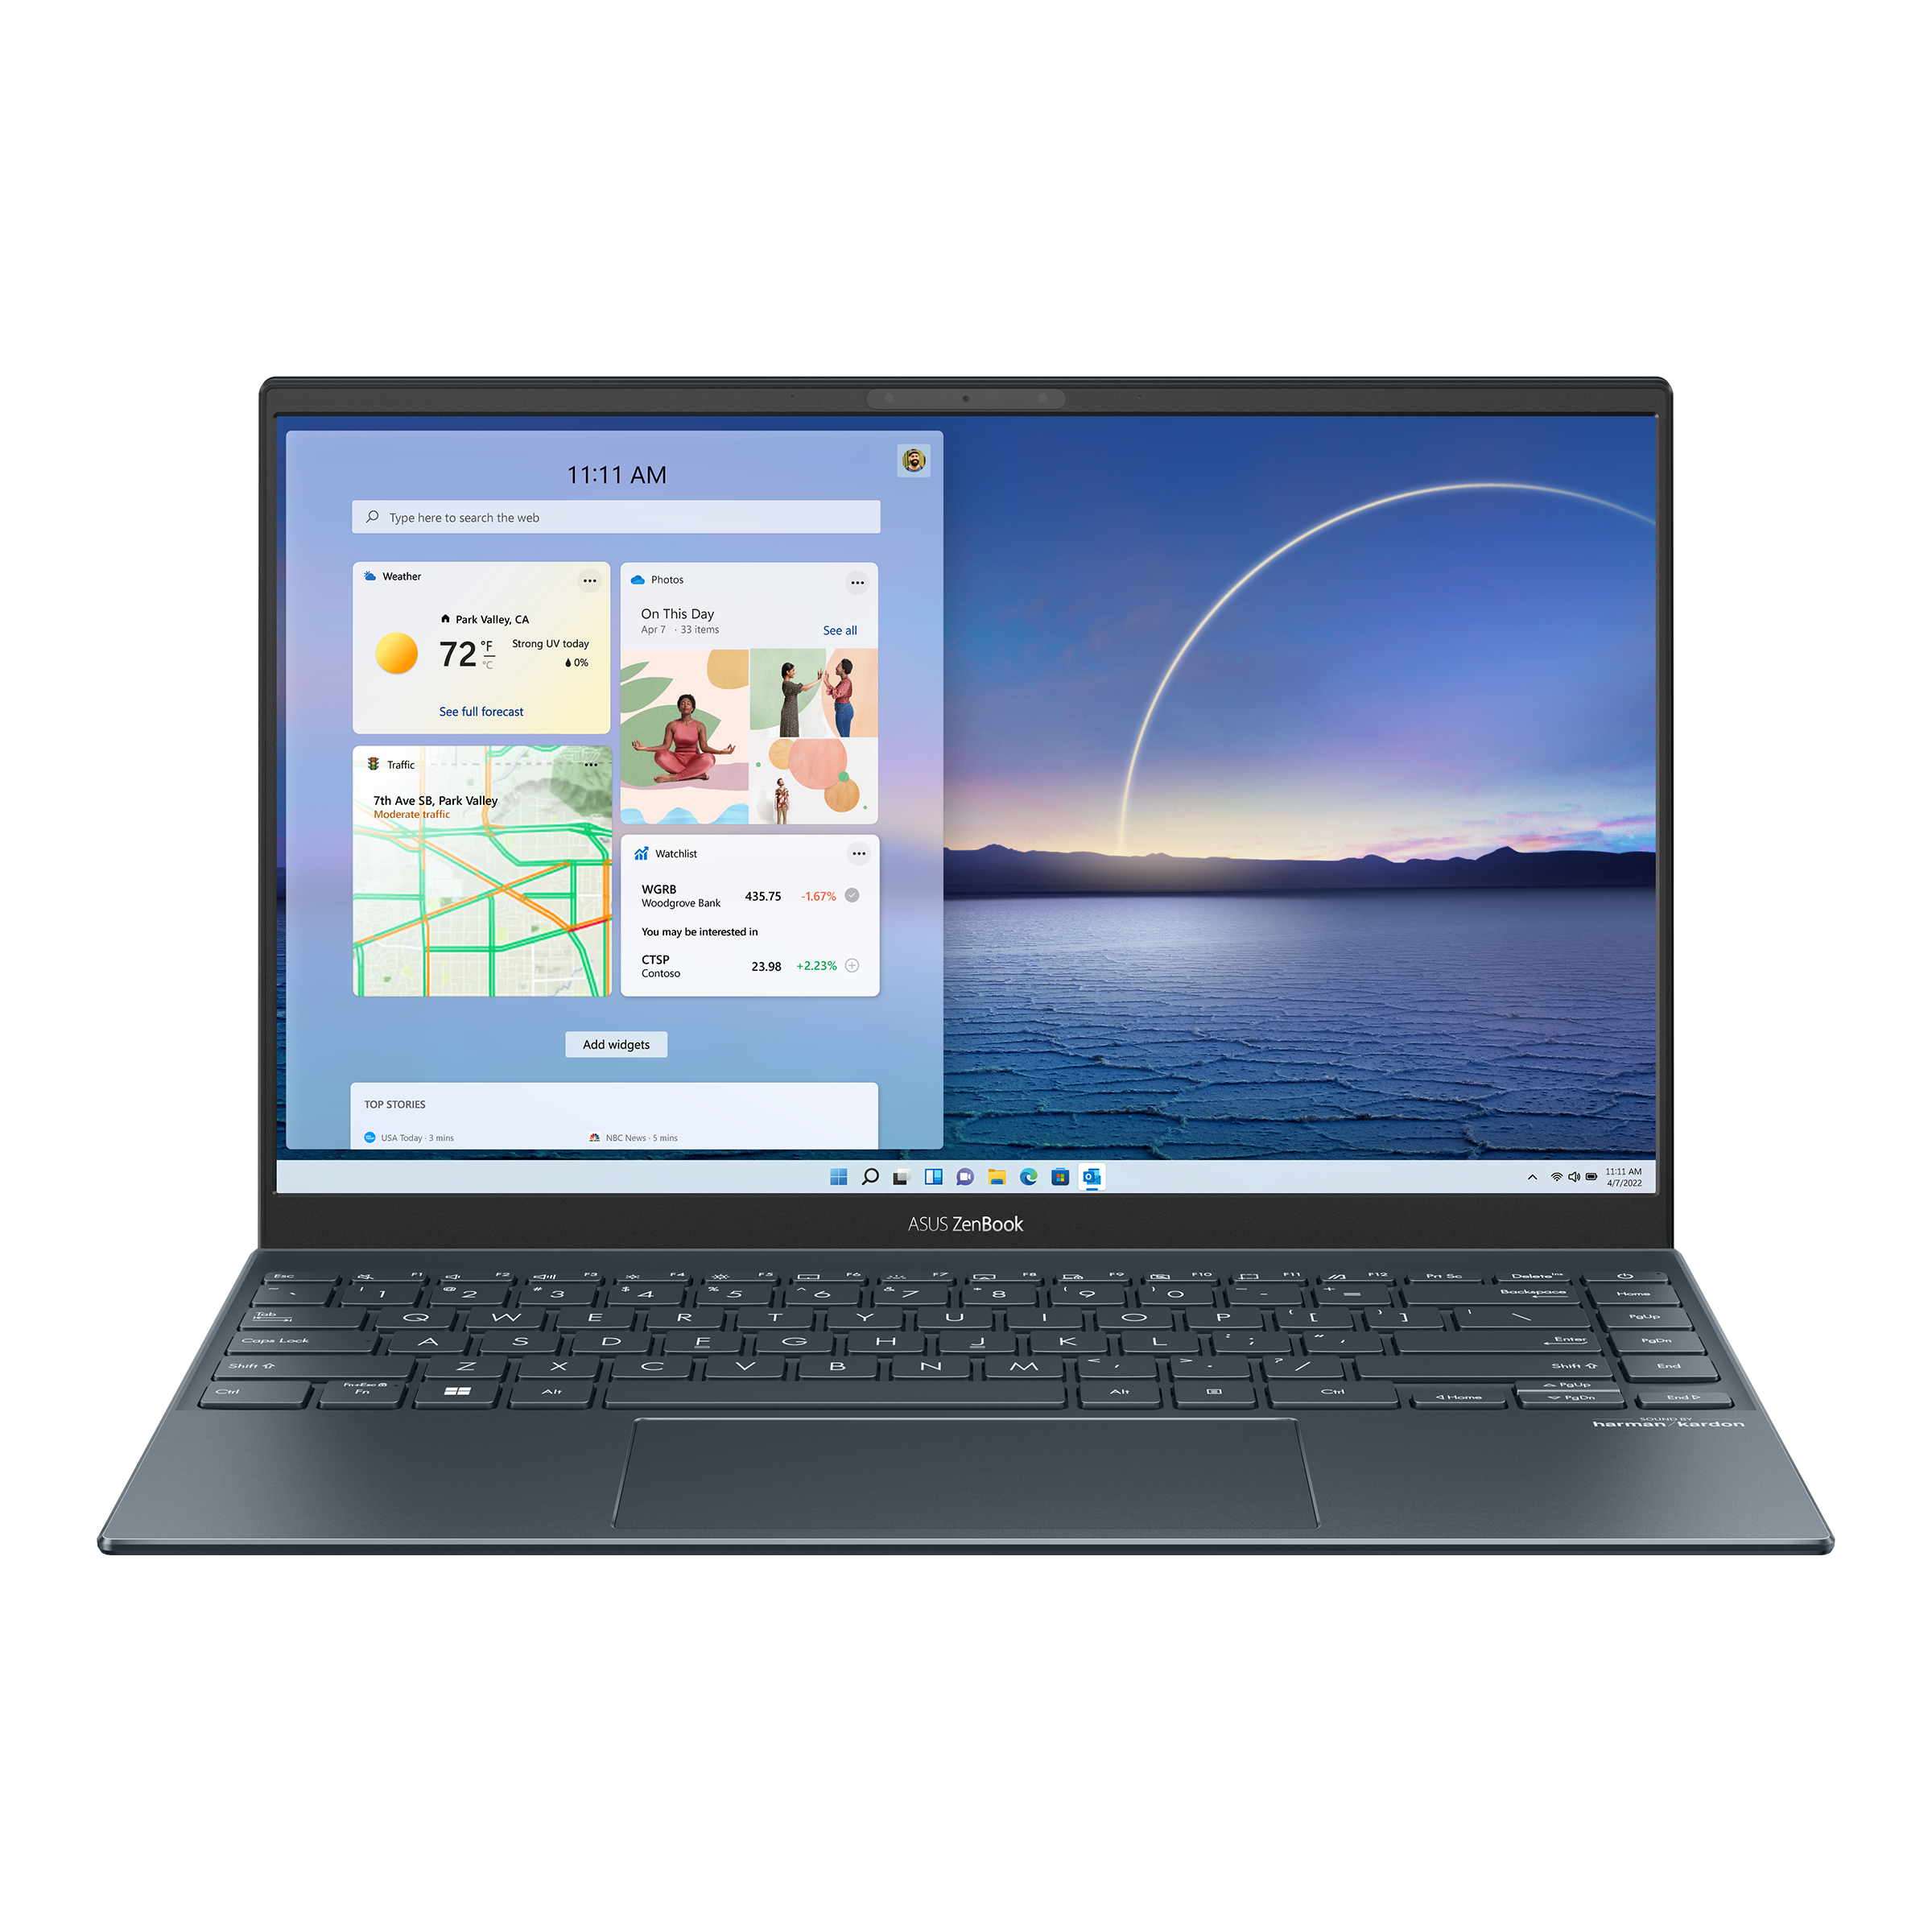 11:11 AM
Type here to search the web
Weather
Park Valley, CA
72 °F
°C
Strong UV today
0%
See full forecast
Photos
On This Day
Apr 7 · 33 items
See all
Traffic
7th Ave SB, Park Valley
Moderate traffic
Watchlist
WGRB 435.75 -1.67%
Woodgrove Bank
You may be interested in
CTSP 23.98 +2.23%
Contoso
Add widgets
TOP STORIES
USA Today · 3 mins
NBC News · 5 mins
11:11 AM
4/7/2022
ASUS ZenBook
Esc F1 F2 F3 F4 F5 F6 F7 F8 F9 F10 F11 F12 Prt Sc Delete Ins
~ ` ! 1 @ 2 # 3 $ 4 % 5 ^ 6 & 7 * 8 ( 9 ) 0 _ - + = Backspace Home
Tab Q W E R T Y U I O P { [ } ] | \ PgUp
Caps Lock A S D F G H J K L : ; " ' Enter PgDn
Shift Z X C V B N M < , > . ? / Shift End
Ctrl Fn+Esc Fn Alt Alt Ctrl Home PgUp PgDn End
SOUND BY
harman/kardon